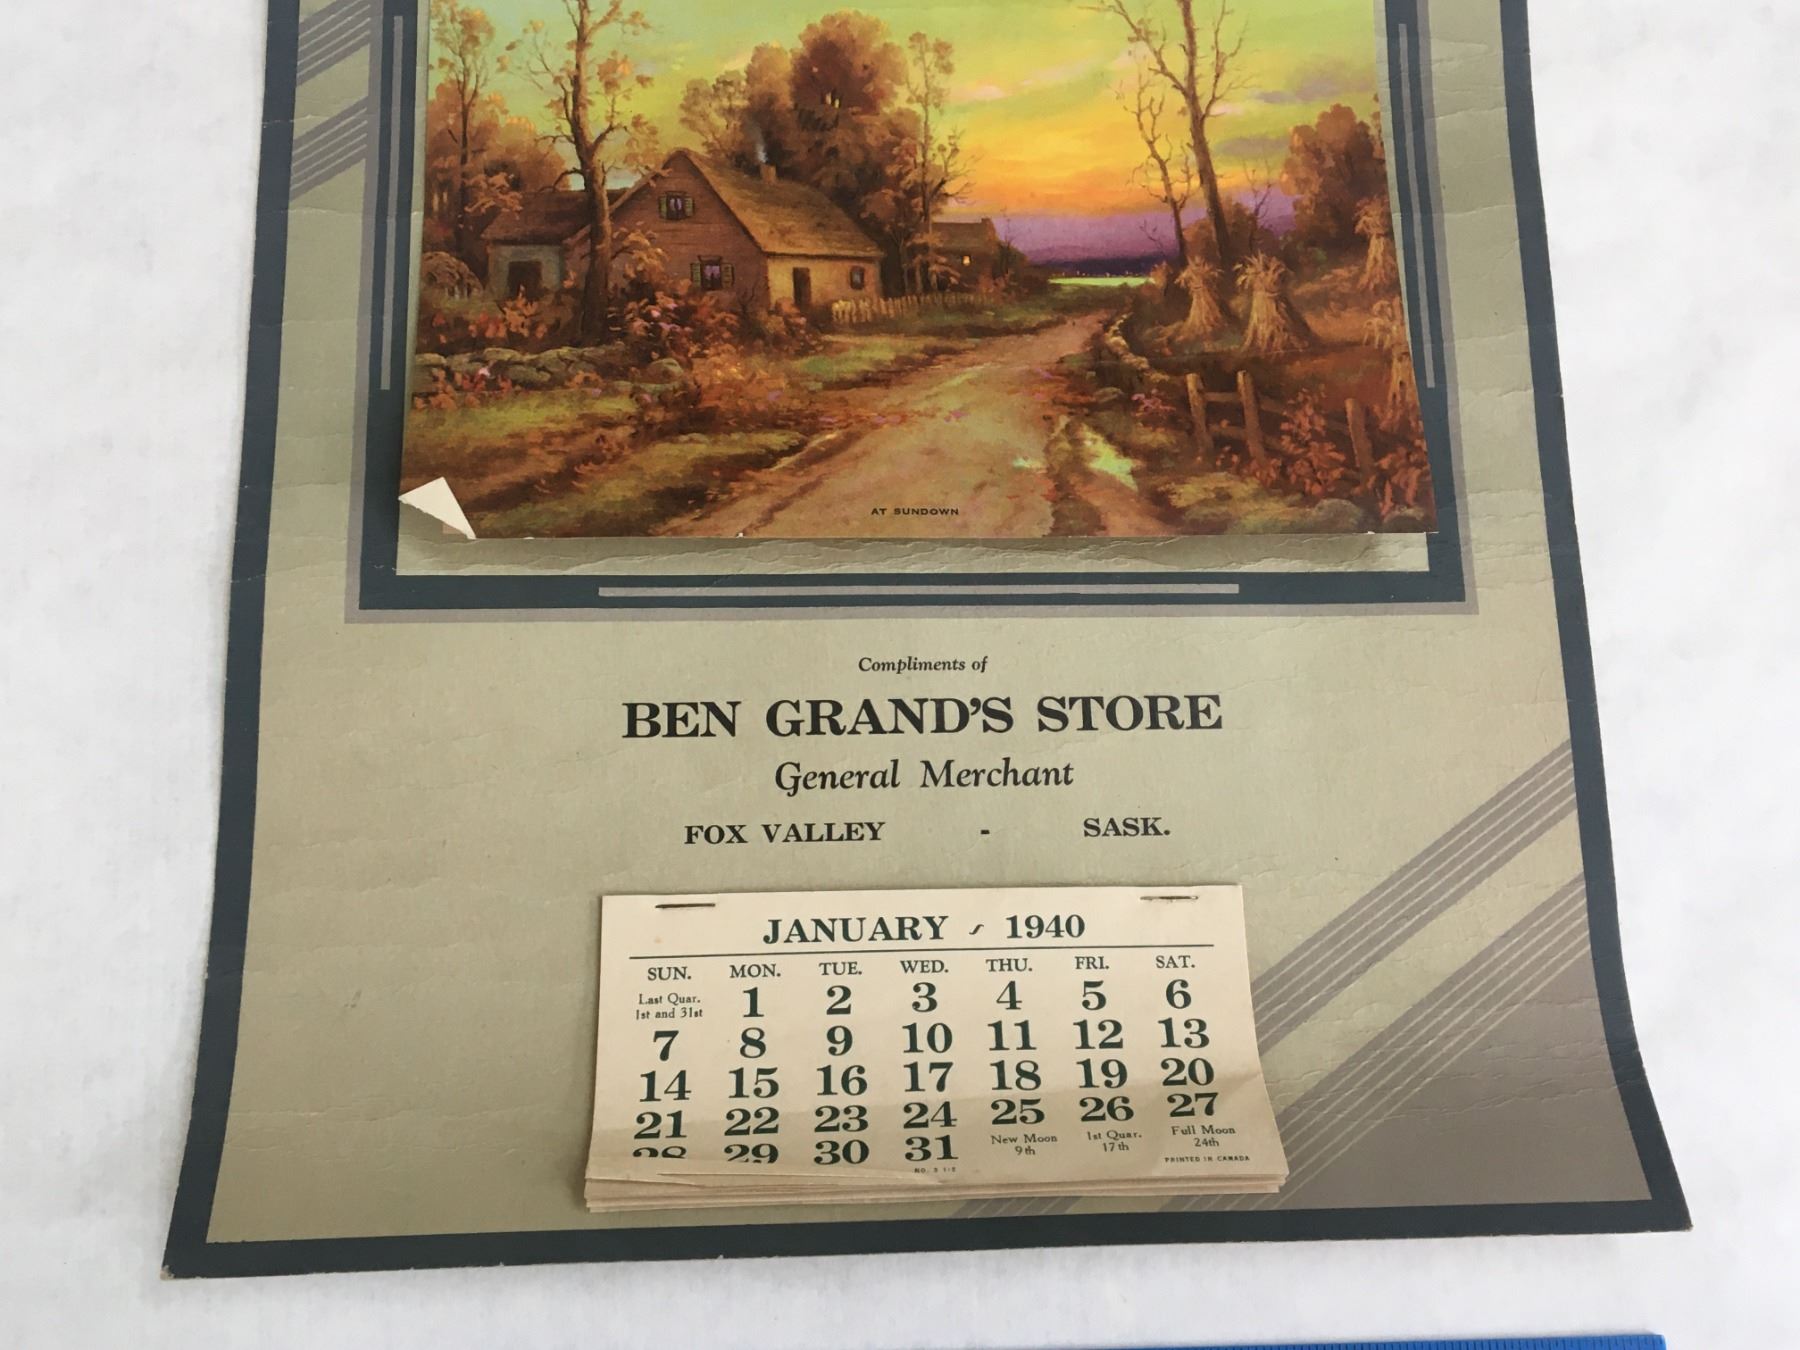 AT SUNDOWN
Compliments of
BEN GRAND'S STORE
General Merchant
FOX VALLEY - SASK.
JANUARY - 1940
SUN. MON. TUE. WED. THU. FRI. SAT.
Last Quar. 1st and 31st 1 2 3 4 5 6
7 8 9 10 11 12 13
14 15 16 17 18 19 20
21 22 23 24 25 26 27
28 29 30 31 New Moon 9th 1st Quar. 17th Full Moon 24th
PRINTED IN CANADA